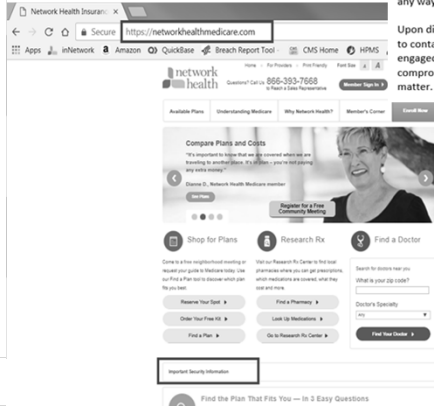 any way
Network Health Insuranc
Upon di
Secure https://networkhealthmedicare.com
to conta
Apps inNetwork Amazon QuickBase Breach Report Tool - CMS Home HPMS
engaged
compro
matter.
Home For Providers Print Friendly Font Size A A
network health
Questions? Call Us 866-393-7668
to Reach a Sales Representative
Member Sign In
Available Plans Understanding Medicare Why Network Health? Member's Corner Enroll Now
Compare Plans and Costs
"It's important to know that we are covered when we are
traveling to another place. It's a plan – you're not paying
any extra money."
Dianne D., Network Health Medicare member
See Plans
Register for a Free
Community Meeting
Shop for Plans
Come to a free neighborhood meeting or
request your guide to Medicare today. Use
our Find a Plan tool to discover which plan
fits you best.
Reserve Your Spot
Order Your Free Kit
Find a Plan
Research Rx
Visit our Research Rx Center to find local
pharmacies where you can get prescriptions,
which medications are covered, what they
cost and more.
Find a Pharmacy
Look Up Medications
Go to Research Rx Center
Find a Doctor
Search for doctors near you.
What is your zip code?
Doctor's Specialty
Any
Find Your Doctor
Important Security Information
Find the Plan That Fits You — In 3 Easy Questions